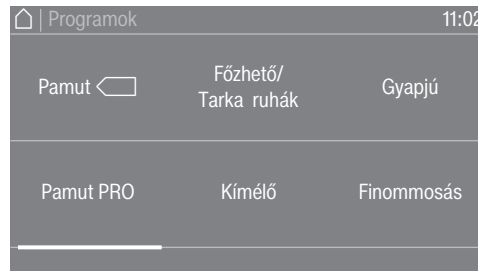 | Programok 11:02
Pamut Főzhető/ Gyapjú
Tarka ruhák
Pamut PRO Kímélő Finommosás